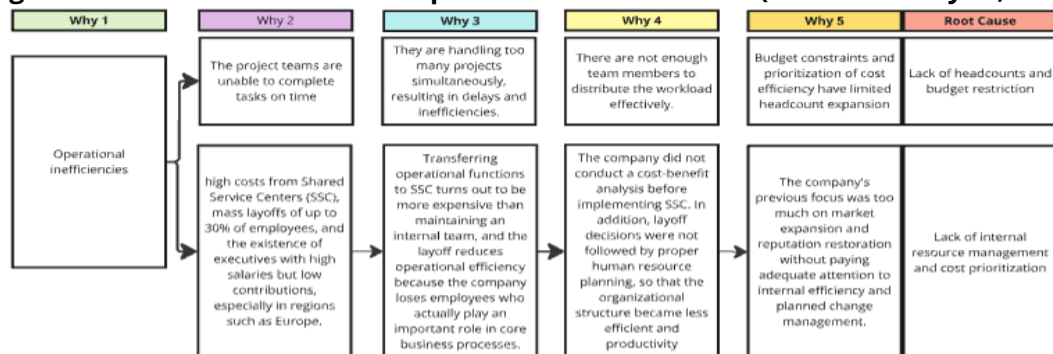 Why 1
Why 2
Why 3
Why 4
Why 5
Root Cause
Operational
inefficiencies
The project teams are
unable to complete
tasks on time
They are handling too
many projects
simultaneously,
resulting in delays and
inefficiencies.
There are not enough
team members to
distribute the workload
effectively.
Budget constraints and
prioritization of cost
efficiency have limited
headcount expansion
Lack of headcounts and
budget restriction
high costs from Shared
Service Centers (SSC),
mass layoffs of up to
30% of employees, and
the existence of
executives with high
salaries but low
contributions,
especially in regions
such as Europe.
Transferring
operational functions
to SSC turns out to be
more expensive than
maintaining an
internal team, and the
layoff reduces
operational efficiency
because the company
loses employees who
actually play an
important role in core
business processes.
The company did not
conduct a cost-benefit
analysis before
implementing SSC. In
addition, layoff
decisions were not
followed by proper
human resource
planning, so that the
organizational
structure became less
efficient and
productivity
The company's
previous focus was too
much on market
expansion and
reputation restoration
without paying
adequate attention to
internal efficiency and
planned change
management.
Lack of internal
resource management
and cost prioritization